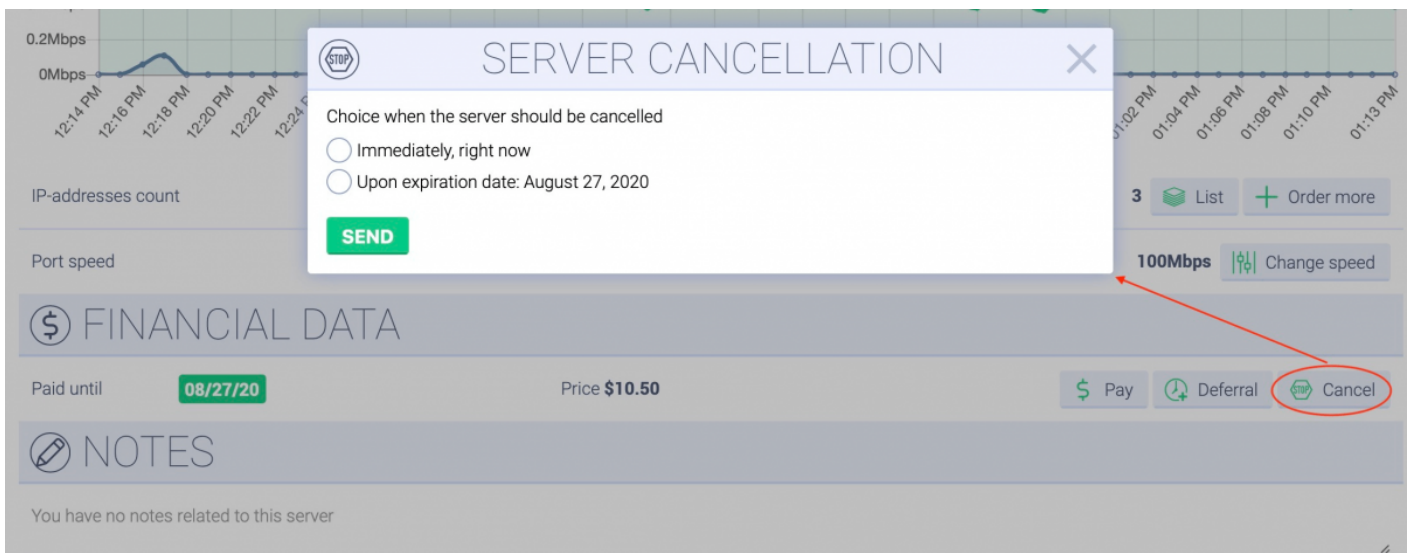 0.2Mbps
0Mbps
12:14 PM
12:16 PM
12:18 PM
12:20 PM
12:22 PM
12:24
01:02 PM
01:04 PM
01:06 PM
01:08 PM
01:10 PM
01:13 PM
STOP SERVER CANCELLATION
Choice when the server should be cancelled
Immediately, right now
Upon expiration date: August 27, 2020
SEND
IP-addresses count 3 List Order more
Port speed 100Mbps Change speed
$ FINANCIAL DATA
Paid until 08/27/20 Price $10.50 $ Pay Deferral STOP Cancel
NOTES
You have no notes related to this server